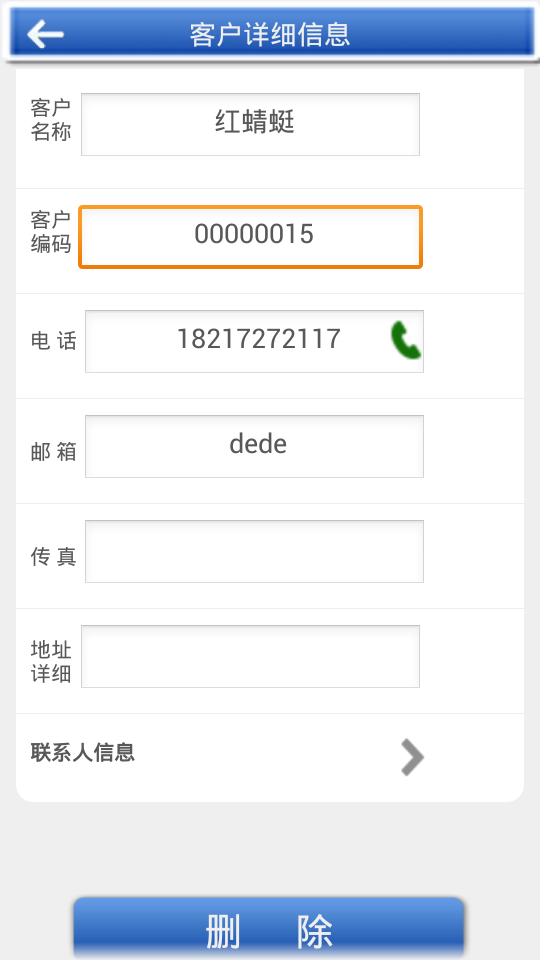 客户详细信息
客户
名称
红蜻蜓
客户
编码
00000015
电 话
18217272117
邮 箱
dede
传 真
地址
详细
联系人信息
删 除